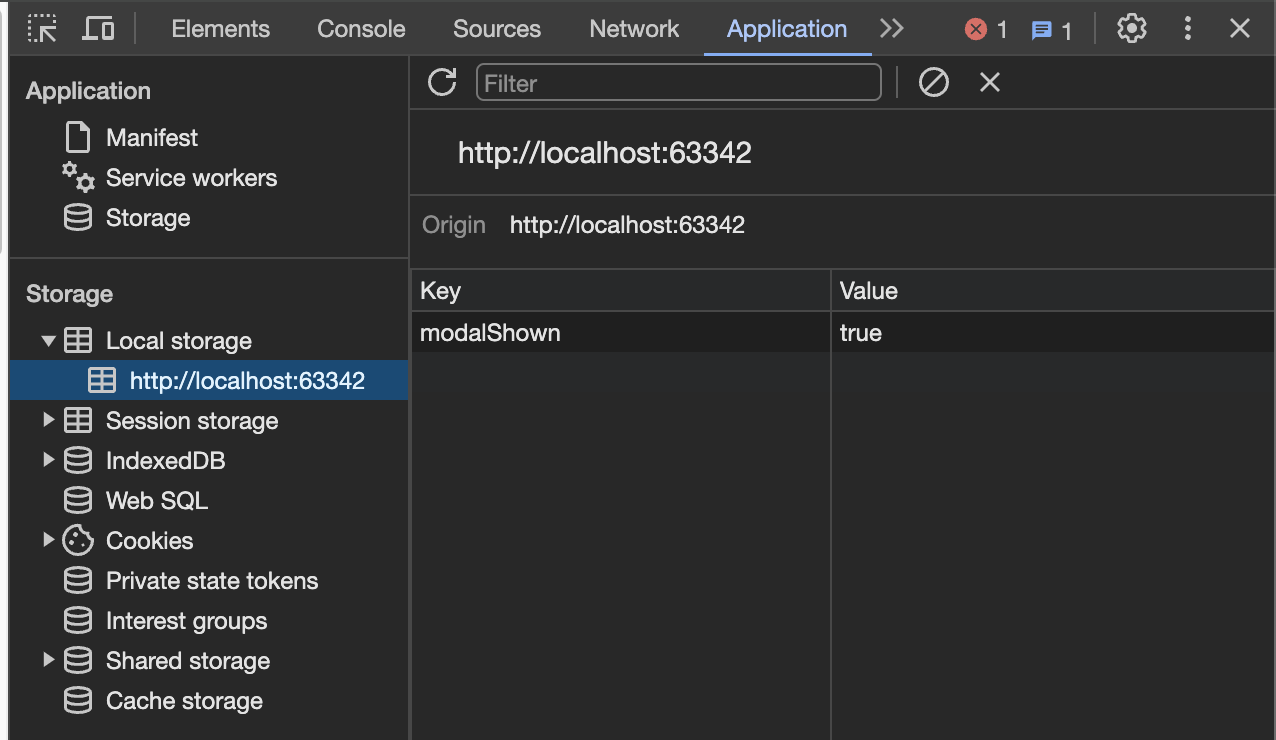 Elements Console Sources Network Application 1 1
Application
Manifest
Service workers
Storage
Storage
Local storage
http://localhost:63342
Session storage
IndexedDB
Web SQL
Cookies
Private state tokens
Interest groups
Shared storage
Cache storage
Filter
http://localhost:63342
Origin http://localhost:63342
Key Value
modalShown true